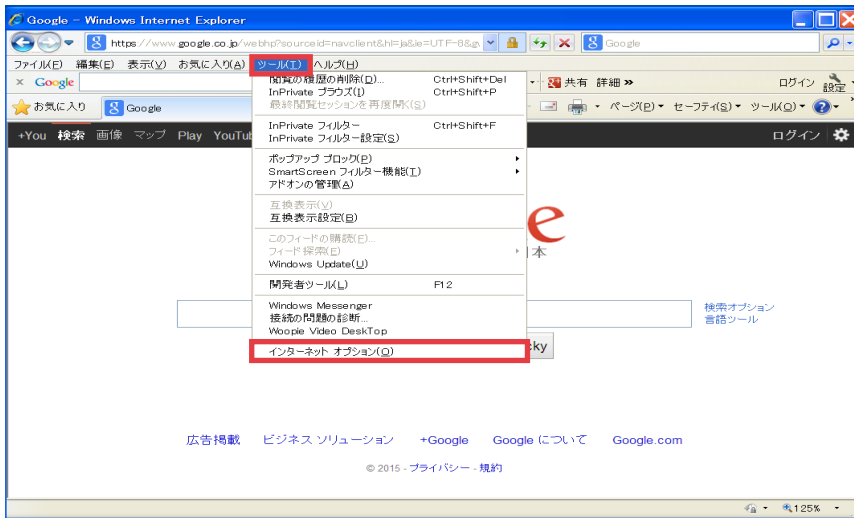 Google - Windows Internet Explorer
https://www.google.co.jp/webhp?sourceid=navclient&hl=ja&ie=UTF-8&g Google
ファイル(F) 編集(E) 表示(V) お気に入り(A) ツール(T) ヘルプ(H)
× Google 共有 詳細 » ログイン 設定
お気に入り Google ページ(P) セーフティ(S) ツール(O)
+You 検索 画像 マップ Play YouTu ログイン
閲覧の履歴の削除(D)... Ctrl+Shift+Del
InPrivate ブラウズ(I) Ctrl+Shift+P
最終閲覧セッションを再度開く(S)
InPrivate フィルター Ctrl+Shift+F
InPrivate フィルター設定(S)
ポップアップ ブロック(P)
SmartScreen フィルター機能(T)
アドオンの管理(A)
互換表示(V)
互換表示設定(B)
このフィードの購読(F)...
フィード探索(E)
Windows Update(U)
開発者ツール(L) F12
Windows Messenger
接続の問題の診断...
Woopie Video DeskTop
インターネット オプション(O)
e
日本
検索オプション
言語ツール
cky
広告掲載 ビジネス ソリューション +Google Google について Google.com
© 2015 - プライバシー - 規約
125%